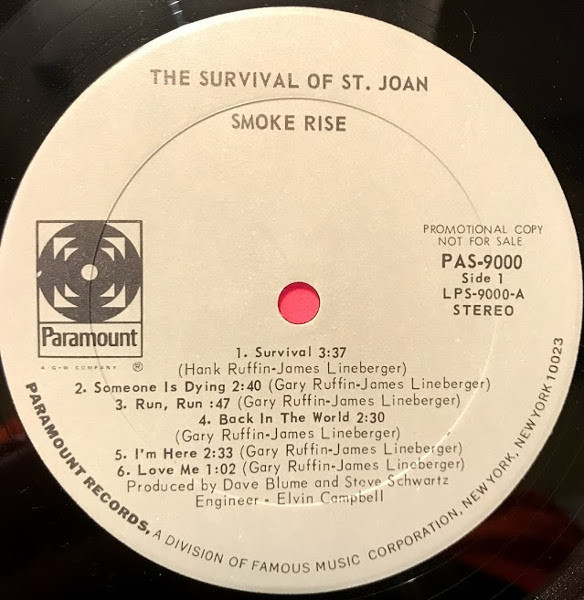 THE SURVIVAL OF ST. JOAN
SMOKE RISE
PROMOTIONAL COPY
NOT FOR SALE
PAS-9000
Side 1
LPS-9000-A
STEREO
Paramount
A G+W COMPANY ®
1. Survival 3:37
(Hank Ruffin-James Lineberger)
2. Someone Is Dying 2:40 (Gary Ruffin-James Lineberger)
3. Run, Run :47 (Gary Ruffin-James Lineberger)
4. Back In The World 2:30
(Gary Ruffin-James Lineberger)
5. I'm Here 2:33 (Gary Ruffin-James Lineberger)
6. Love Me 1:02 (Gary Ruffin-James Lineberger)
Produced by Dave Blume and Steve Schwartz
Engineer - Elvin Campbell
PARAMOUNT RECORDS, A DIVISION OF FAMOUS MUSIC CORPORATION, NEW YORK, NEW YORK 10023